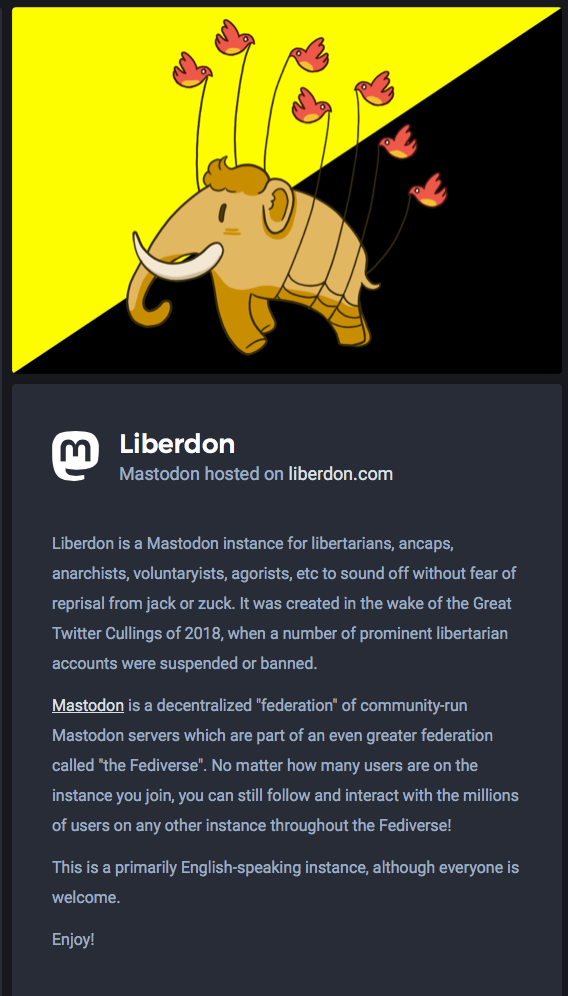 Liberdon
Mastodon hosted on liberdon.com
Liberdon is a Mastodon instance for libertarians, ancaps,
anarchists, voluntaryists, agorists, etc to sound off without fear of
reprisal from jack or zuck. It was created in the wake of the Great
Twitter Cullings of 2018, when a number of prominent libertarian
accounts were suspended or banned.
Mastodon is a decentralized "federation" of community-run
Mastodon servers which are part of an even greater federation
called "the Fediverse". No matter how many users are on the
instance you join, you can still follow and interact with the millions
of users on any other instance throughout the Fediverse!
This is a primarily English-speaking instance, although everyone is
welcome.
Enjoy!